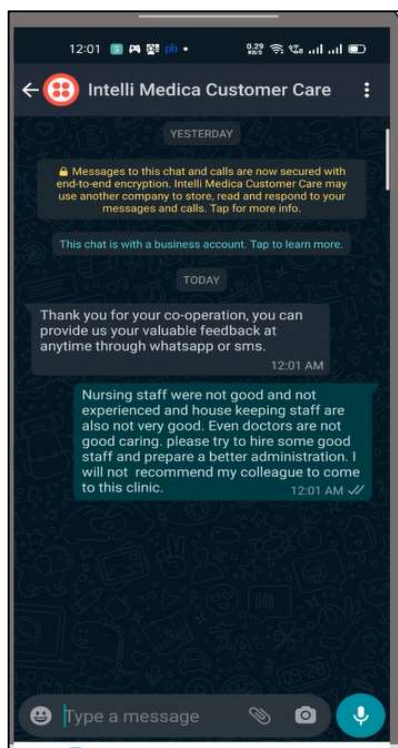 12:01 pb •
0.29 KB/S
Intelli Medica Customer Care
YESTERDAY
Messages to this chat and calls are now secured with
end-to-end encryption. Intelli Medica Customer Care may
use another company to store, read and respond to your
messages and calls. Tap for more info.
This chat is with a business account. Tap to learn more.
TODAY
Thank you for your co-operation, you can
provide us your valuable feedback at
anytime through whatsapp or sms.
12:01 AM
Nursing staff were not good and not
experienced and house keeping staff are
also not very good. Even doctors are not
good caring. please try to hire some good
staff and prepare a better administration. I
will not recommend my colleague to come
to this clinic.
12:01 AM
Type a message